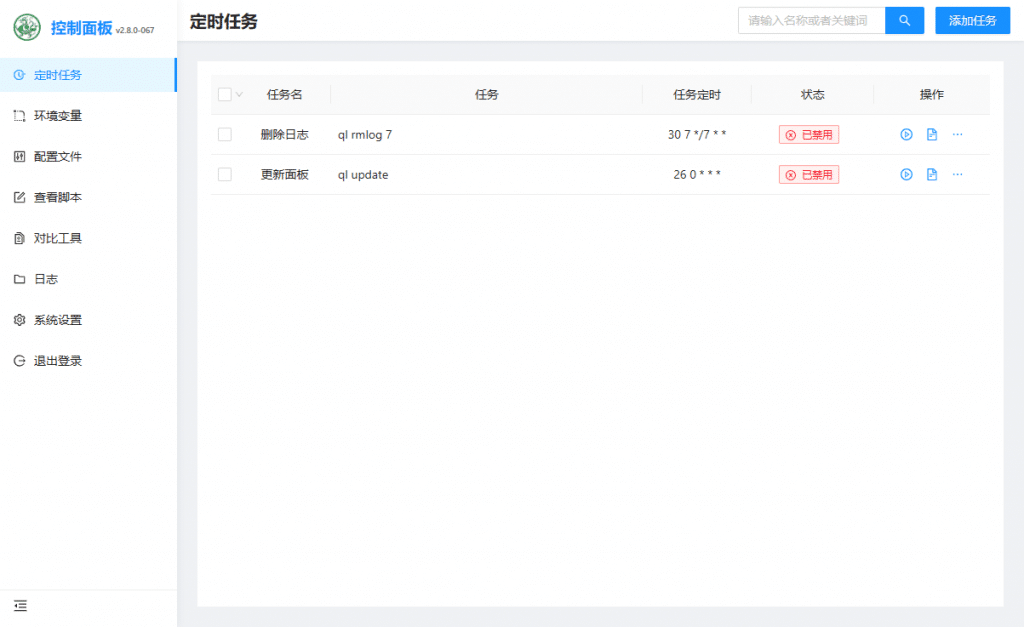 控制面板 v2.8.0-067
定时任务
环境变量
配置文件
查看脚本
对比工具
日志
系统设置
退出登录
定时任务
请输入名称或者关键词
添加任务
任务名 任务 任务定时 状态 操作
删除日志 ql rmlog 7 30 7 */7 * * 已禁用
更新面板 ql update 26 0 * * * 已禁用